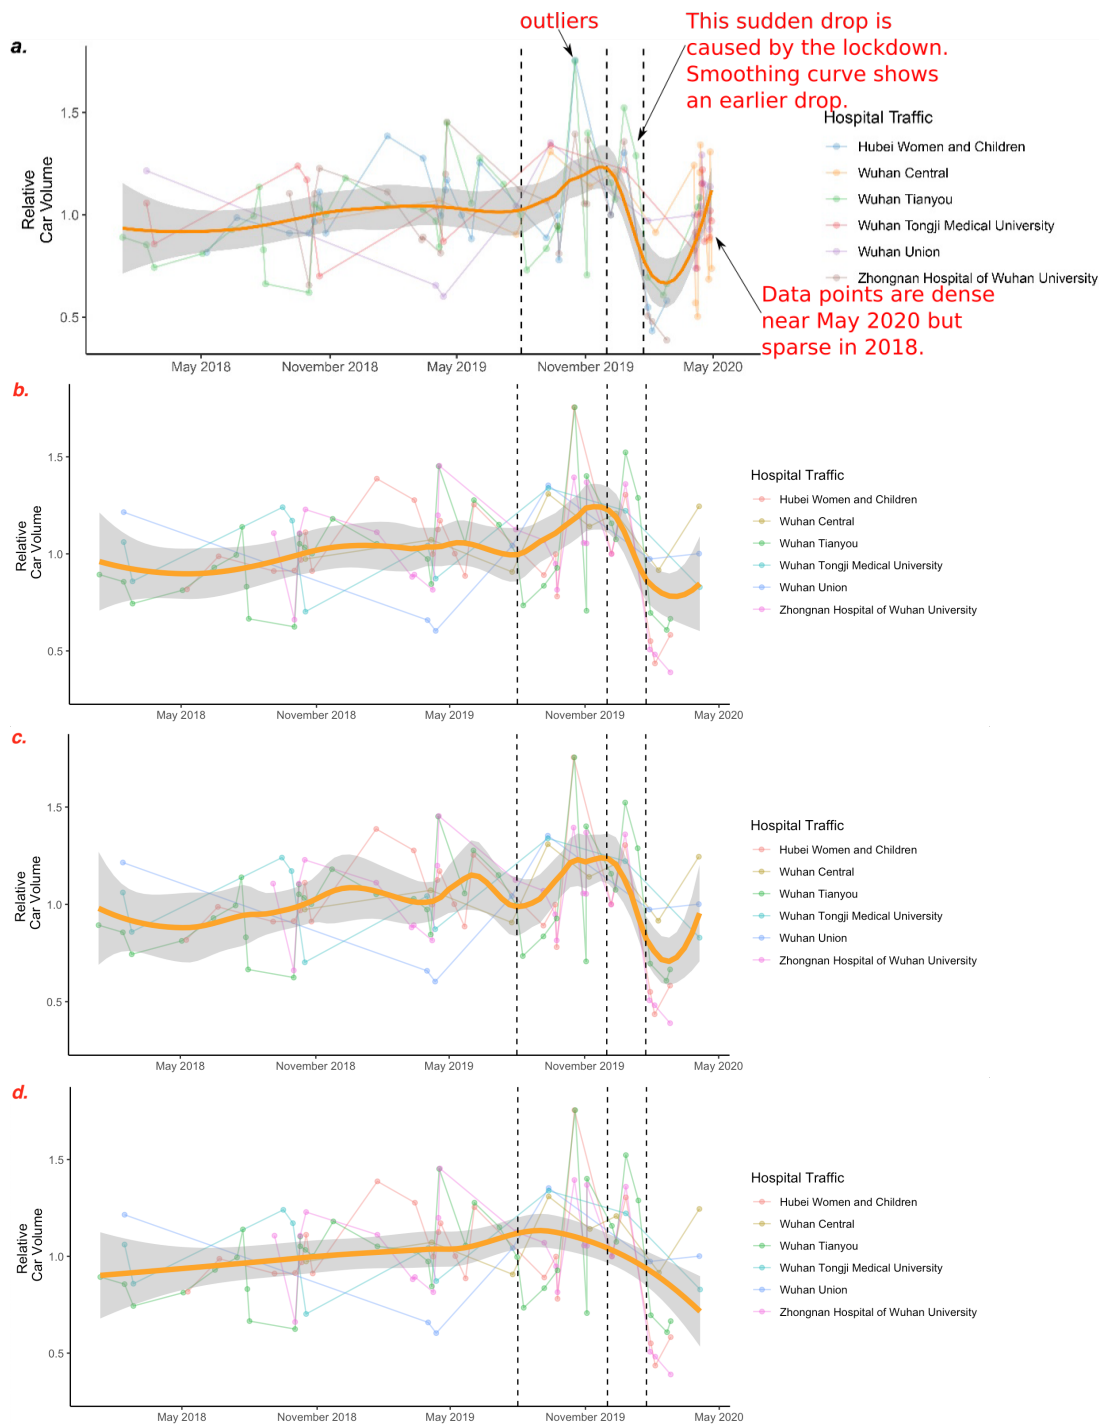 outliers
This sudden drop is
caused by the lockdown.
Smoothing curve shows
an earlier drop.
a.
Relative
Car Volume
1.5
1.0
0.5
May 2018
November 2018
May 2019
November 2019
May 2020
Hospital Traffic
Hubei Women and Children
Wuhan Central
Wuhan Tianyou
Wuhan Tongji Medical University
Wuhan Union
Zhongnan Hospital of Wuhan University
Data points are dense
near May 2020 but
sparse in 2018.
b.
Relative
Car Volume
1.5
1.0
0.5
May 2018
November 2018
May 2019
November 2019
May 2020
Hospital Traffic
Hubei Women and Children
Wuhan Central
Wuhan Tianyou
Wuhan Tongji Medical University
Wuhan Union
Zhongnan Hospital of Wuhan University
c.
Relative
Car Volume
1.5
1.0
0.5
May 2018
November 2018
May 2019
November 2019
May 2020
Hospital Traffic
Hubei Women and Children
Wuhan Central
Wuhan Tianyou
Wuhan Tongji Medical University
Wuhan Union
Zhongnan Hospital of Wuhan University
d.
Relative
Car Volume
1.5
1.0
0.5
May 2018
November 2018
May 2019
November 2019
May 2020
Hospital Traffic
Hubei Women and Children
Wuhan Central
Wuhan Tianyou
Wuhan Tongji Medical University
Wuhan Union
Zhongnan Hospital of Wuhan University